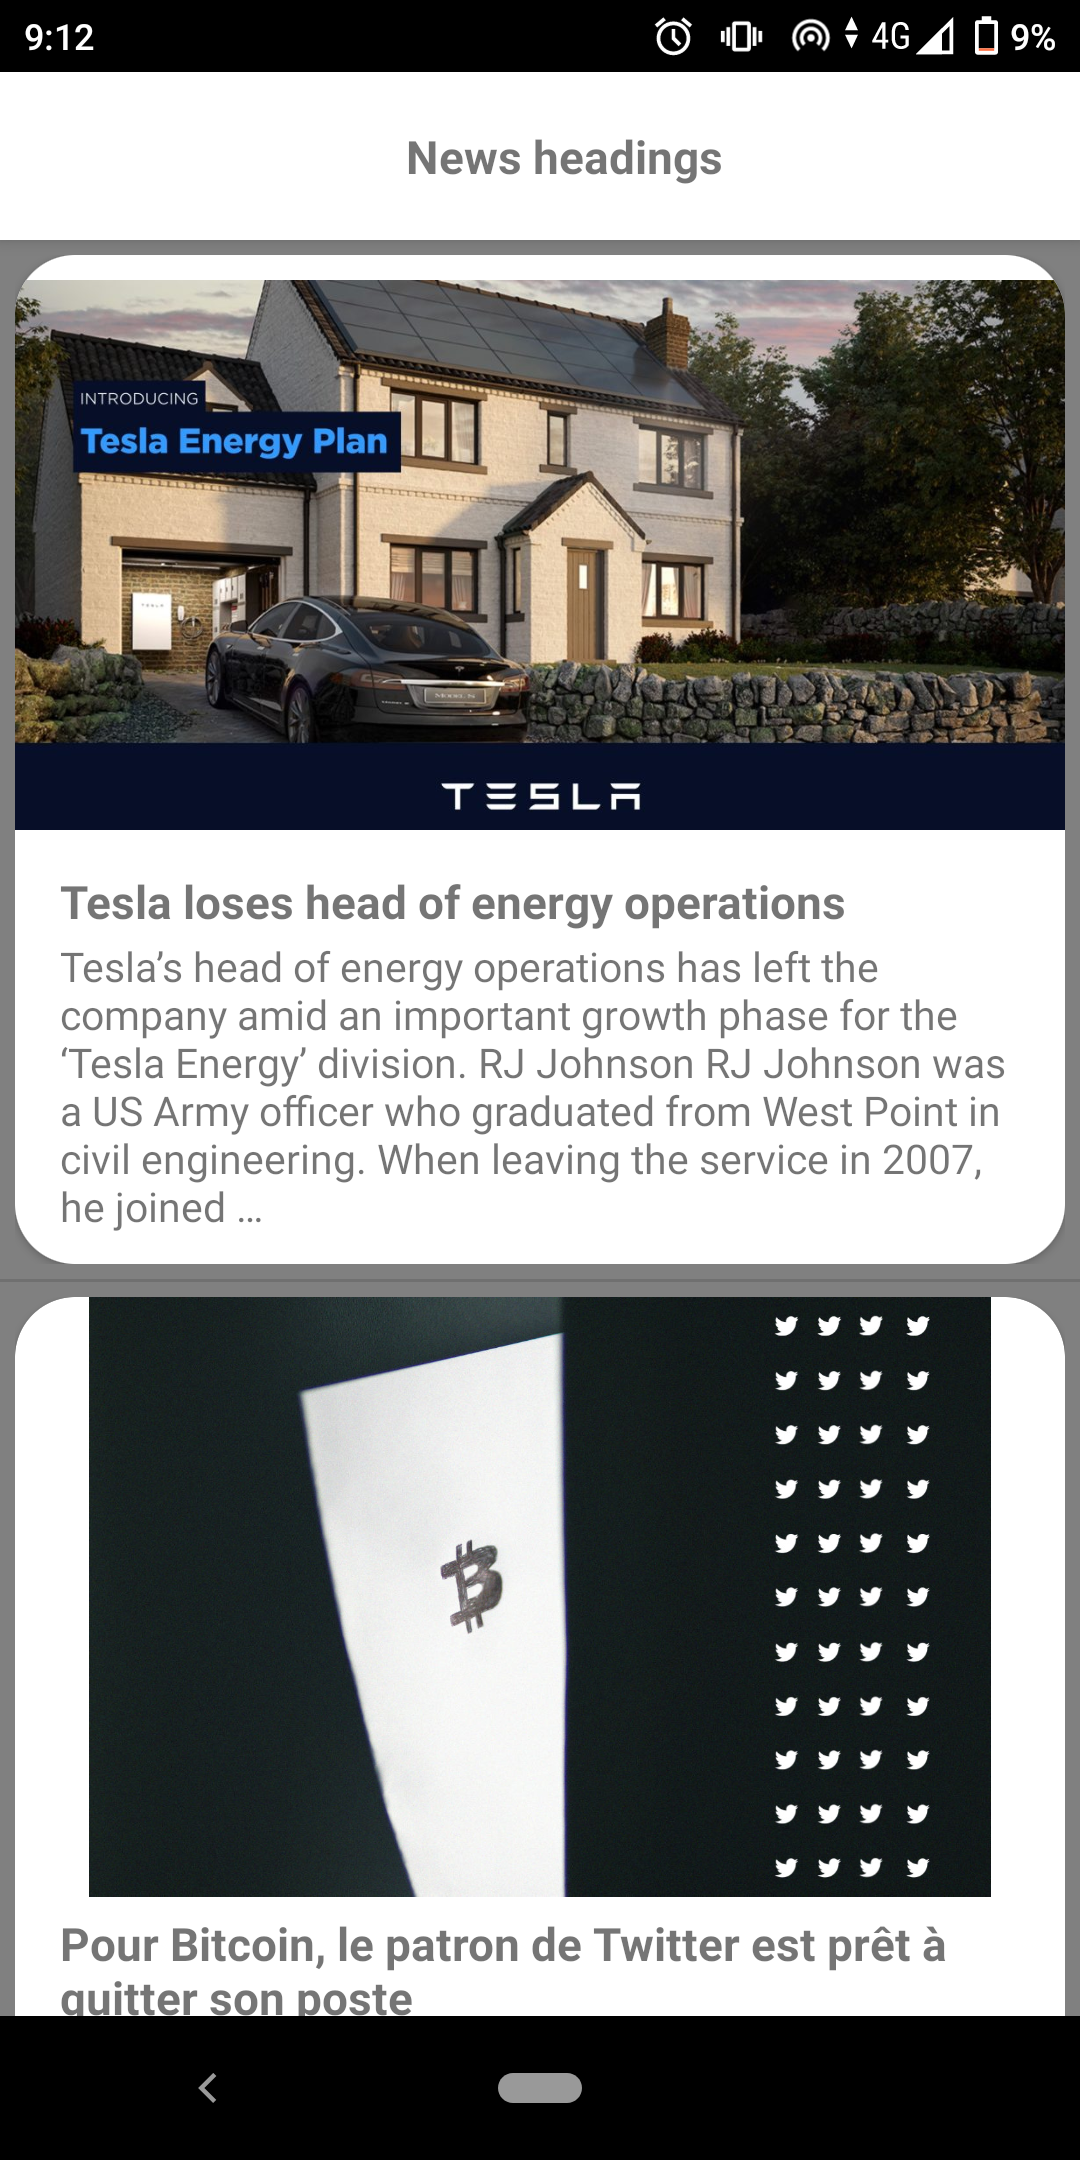 9:12
4G
9%
News headings
INTRODUCING
Tesla Energy Plan
TESLA
MODEL S
TESLA
Tesla loses head of energy operations
Tesla’s head of energy operations has left the
company amid an important growth phase for the
‘Tesla Energy’ division. RJ Johnson RJ Johnson was
a US Army officer who graduated from West Point in
civil engineering. When leaving the service in 2007,
he joined …
Pour Bitcoin, le patron de Twitter est prêt à
quitter son poste